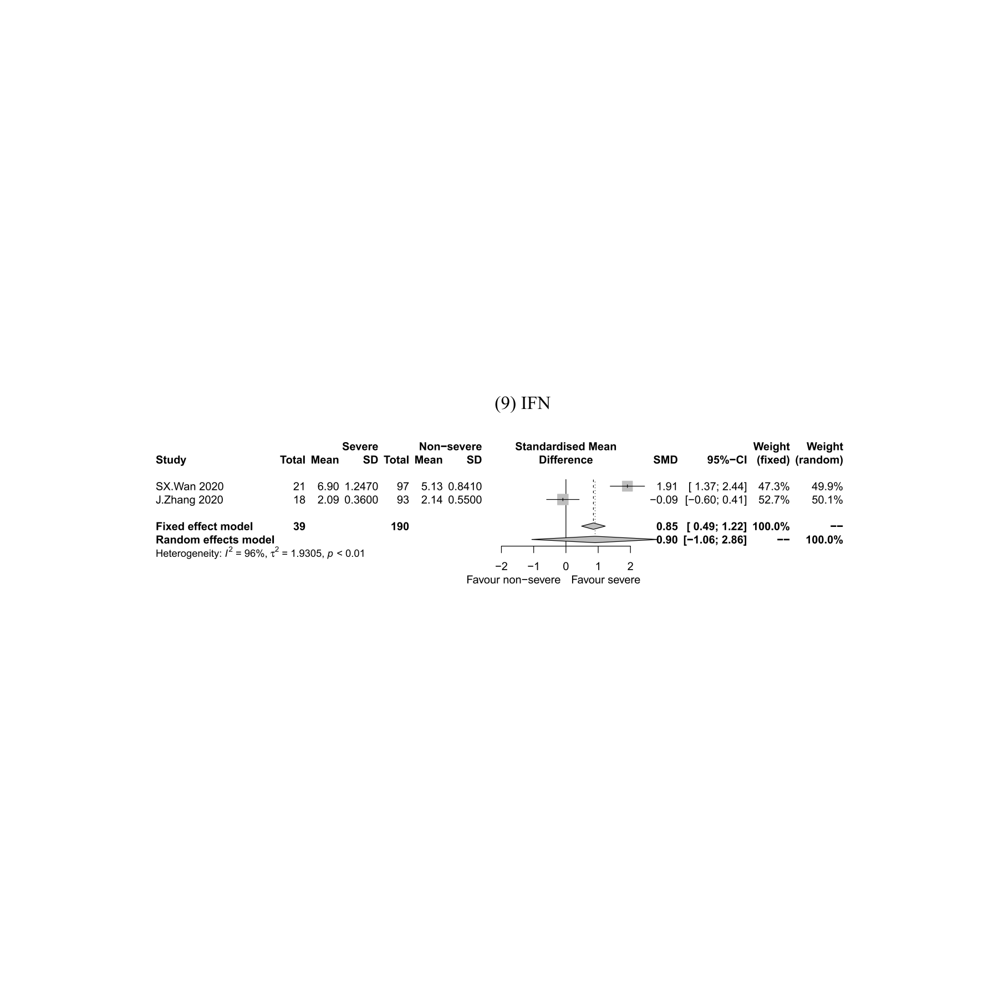 (9) IFN
Severe Non−severe Standardised Mean Weight Weight
Study Total Mean SD Total Mean SD Difference SMD 95%−CI (fixed) (random)
SX.Wan 2020 21 6.90 1.2470 97 5.13 0.8410 1.91 [ 1.37; 2.44] 47.3% 49.9%
J.Zhang 2020 18 2.09 0.3600 93 2.14 0.5500 −0.09 [−0.60; 0.41] 52.7% 50.1%
Fixed effect model 39 190 0.85 [ 0.49; 1.22] 100.0% −−
Random effects model 0.90 [−1.06; 2.86] −− 100.0%
Heterogeneity: I² = 96%, τ² = 1.9305, p < 0.01
−2 −1 0 1 2
Favour non−severe Favour severe